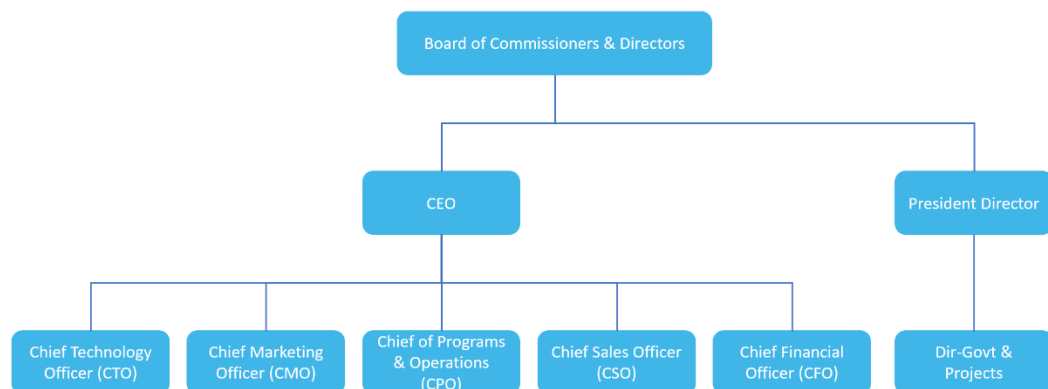 Board of Commissioners & Directors
CEO
President Director
Chief Technology
Officer (CTO)
Chief Marketing
Officer (CMO)
Chief of Programs
& Operations
(CPO)
Chief Sales Officer
(CSO)
Chief Financial
Officer (CFO)
Dir-Govt &
Projects